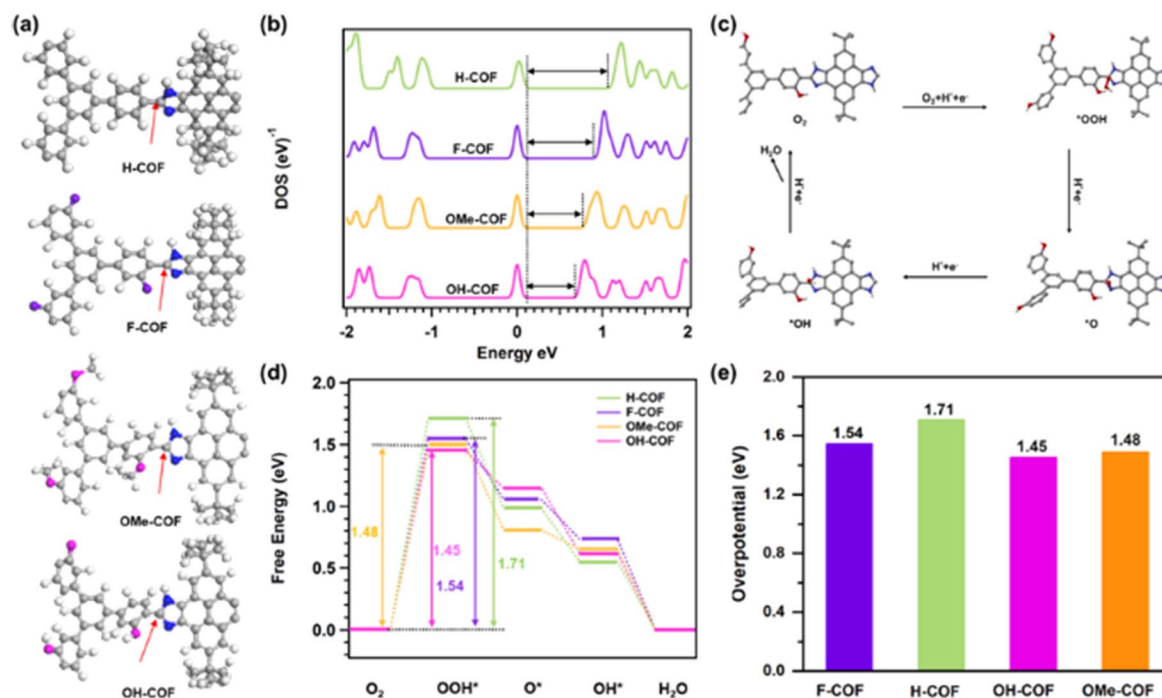 (a)
H-COF
F-COF
OMe-COF
OH-COF
(b)
DOS (eV)⁻¹
H-COF
F-COF
OMe-COF
OH-COF
-2 -1 0 1 2
Energy eV
(c)
O₂
O₂+H⁺+e⁻
*OOH
H⁺+e⁻
*O
H⁺+e⁻
*OH
H⁺+e⁻
H₂O
(d)
Free Energy (eV)
2.0
1.5
1.0
0.5
0.0
H-COF
F-COF
OMe-COF
OH-COF
1.48
1.45
1.54
1.71
O₂ OOH* O* OH* H₂O
(e)
Overpotential (eV)
2.0
1.6
1.2
0.8
0.4
0.0
1.54
1.71
1.45
1.48
F-COF H-COF OH-COF OMe-COF